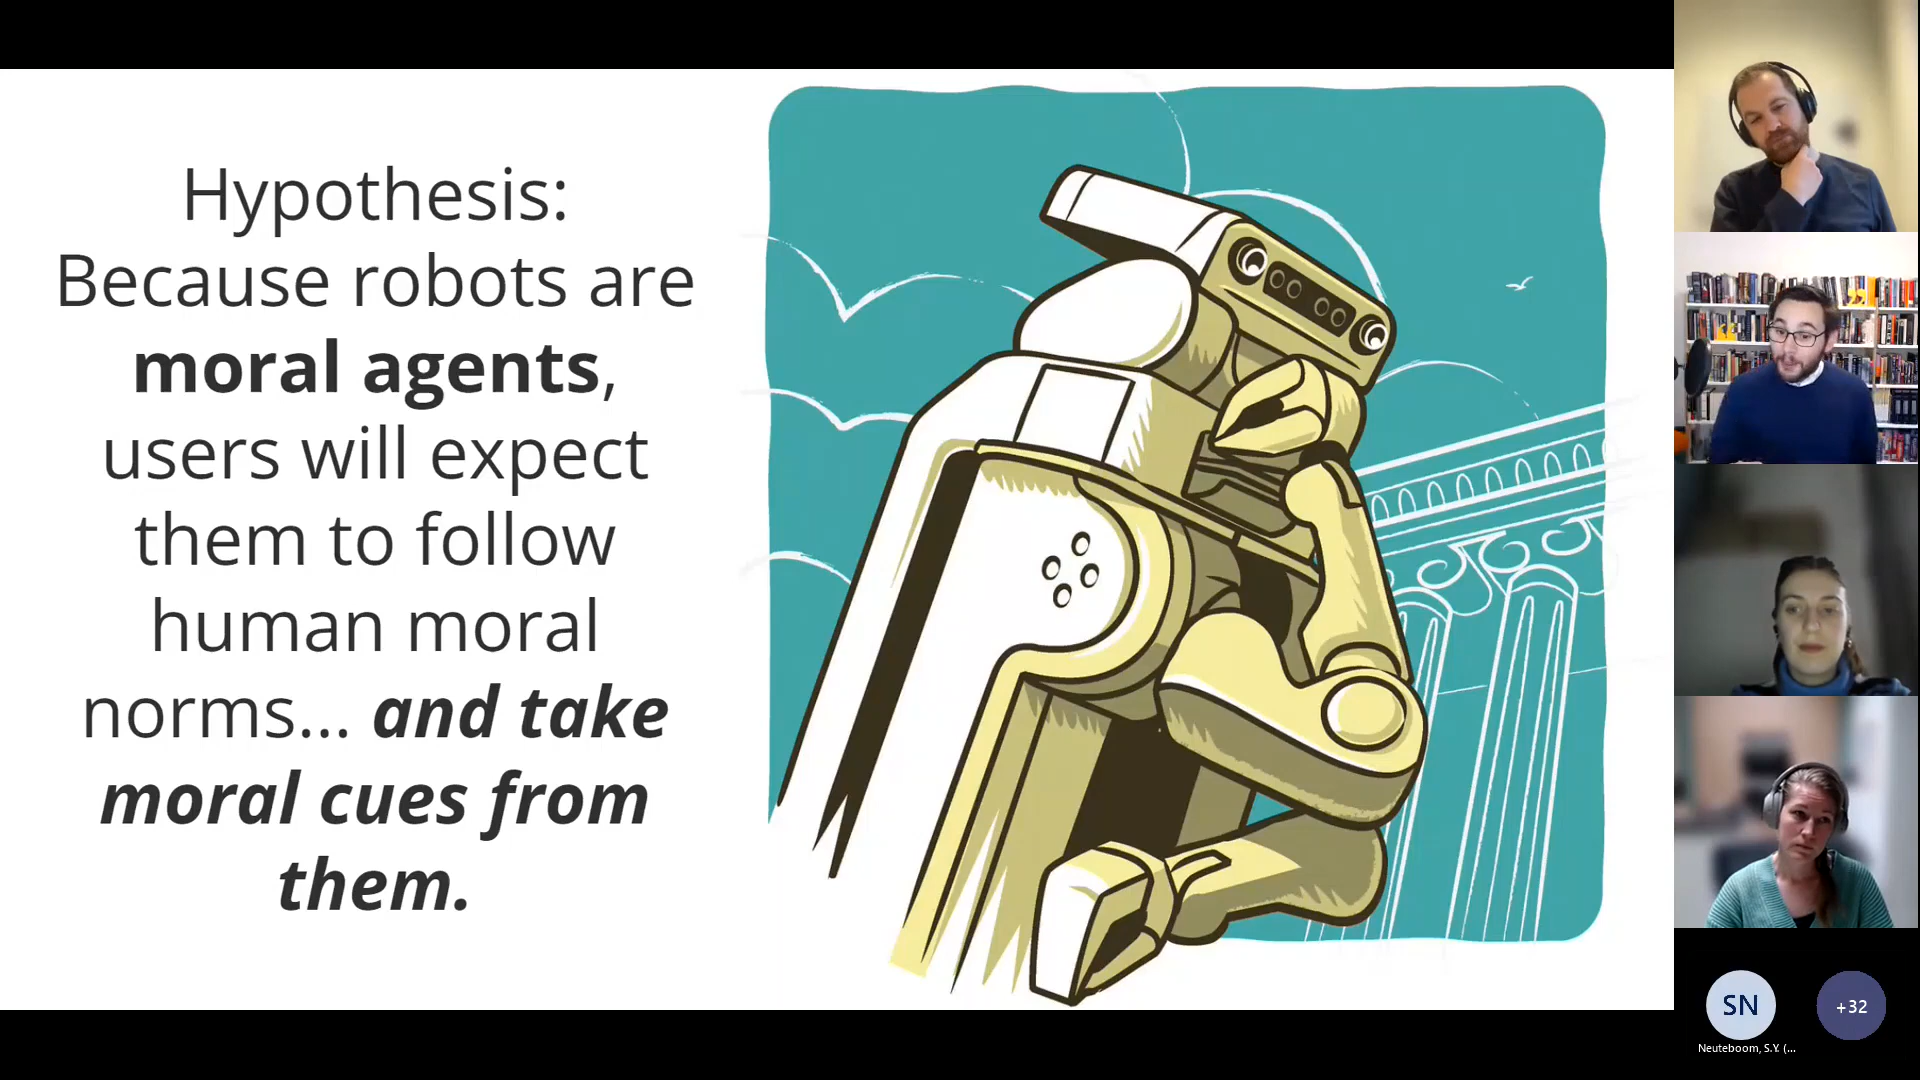 Hypothesis:
Because robots are
moral agents,
users will expect
them to follow
human moral
norms... and take
moral cues from
them.
SN
+32
Neuteboom, S.Y. (...